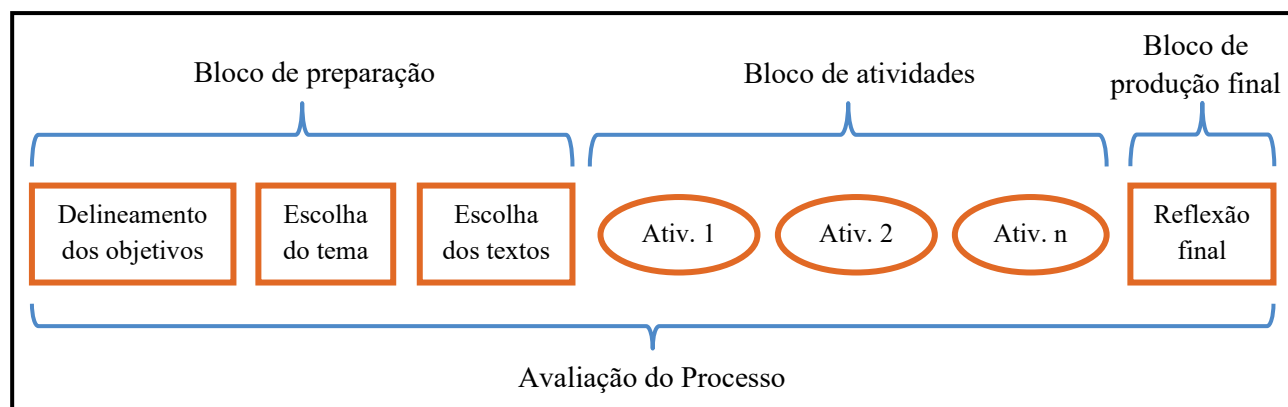 Bloco de preparação
Bloco de atividades
Bloco de
produção final
Delineamento
dos objetivos
Escolha
do tema
Escolha
dos textos
Ativ. 1
Ativ. 2
Ativ. n
Reflexão
final
Avaliação do Processo